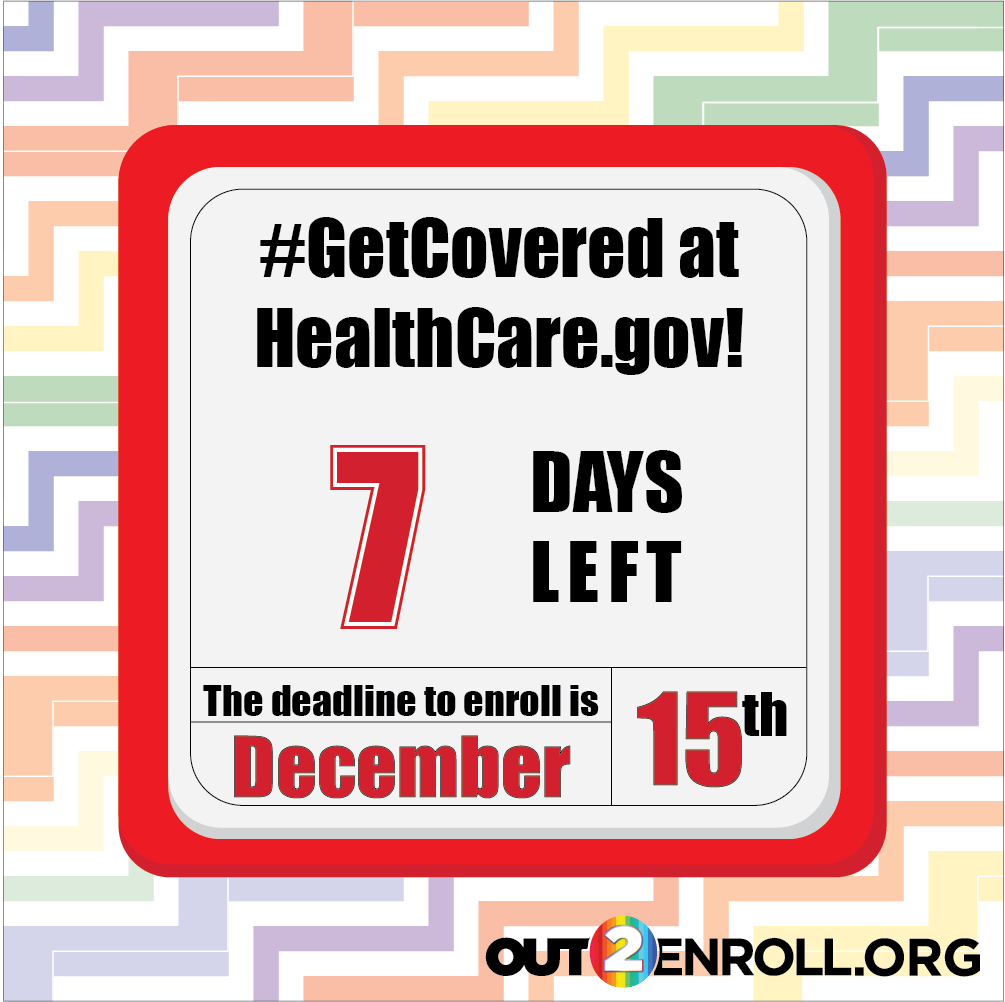 #GetCovered at
HealthCare.gov!
7 DAYS
LEFT
The deadline to enroll is
December 15th
OUT2ENROLL.ORG